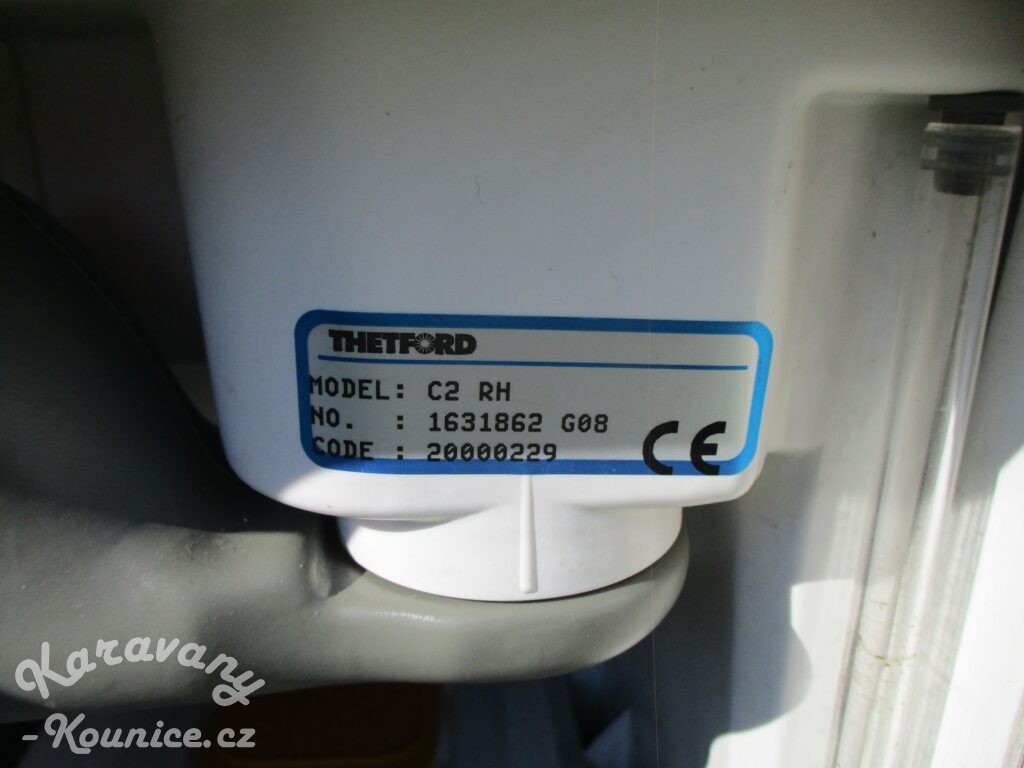 THETFORD
MODEL: C2 RH
NO. : 1631862 G08
CODE : 20000229
CE
Karavany
-Kounice.cz